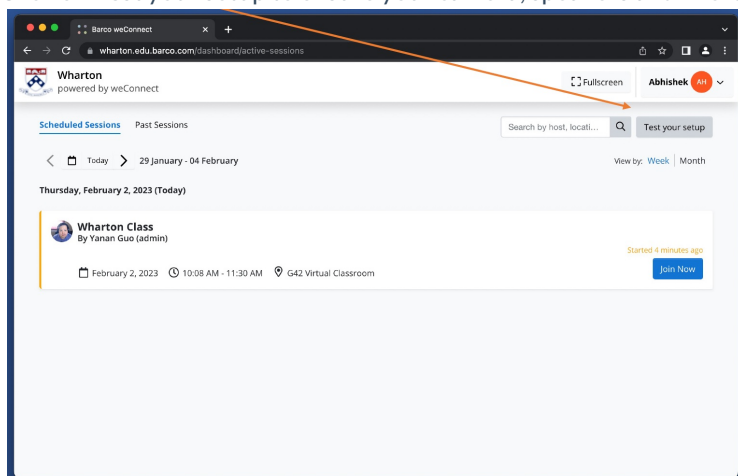 Barco weConnect
wharton.edu.barco.com/dashboard/active-sessions
Wharton
powered by weConnect
Fullscreen
Abhishek AH
Scheduled Sessions Past Sessions
Search by host, locati...
Test your setup
Today 29 January - 04 February
View by: Week Month
Thursday, February 2, 2023 (Today)
Wharton Class
By Yanan Guo (admin)
Started 4 minutes ago
February 2, 2023 10:08 AM - 11:30 AM G42 Virtual Classroom
Join Now